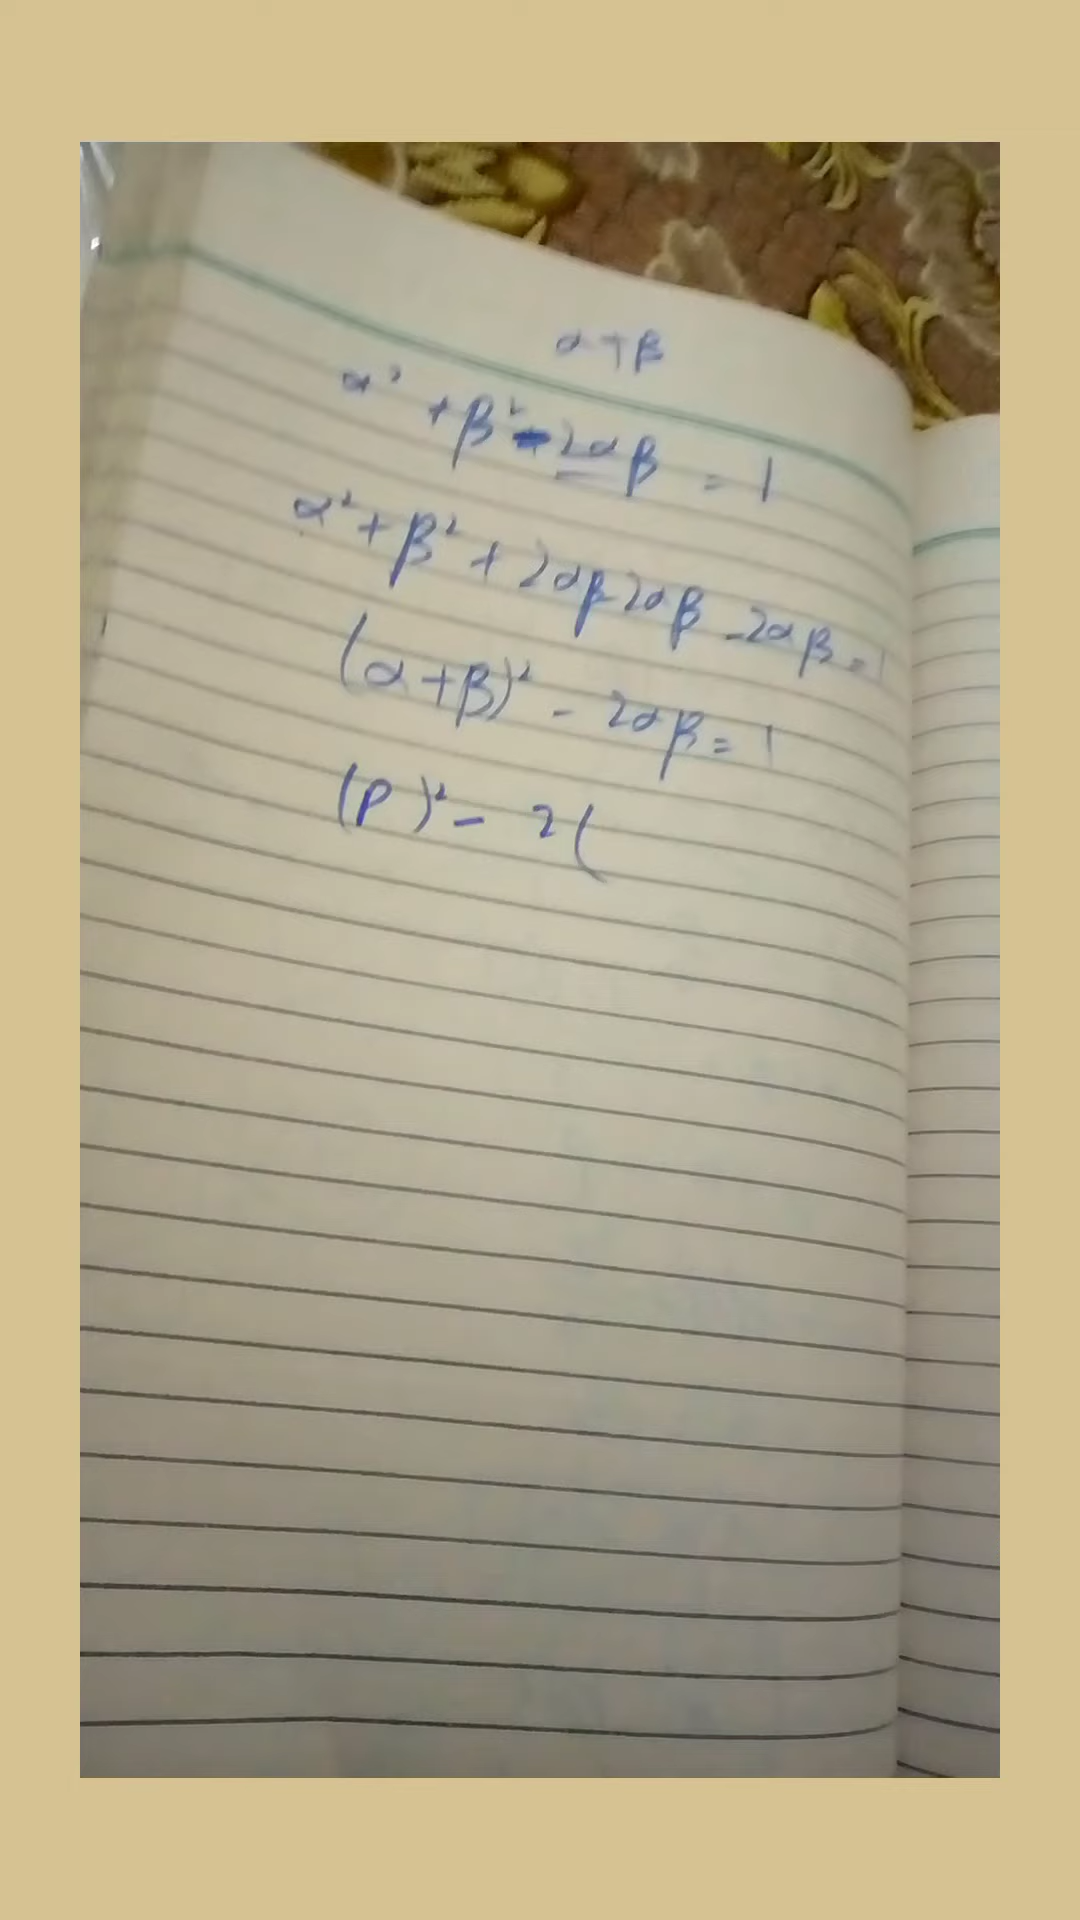 α + β
α² + β² - 2αβ = 1
α² + β² + 2αβ 2αβ - 2αβ = 1
(α + β)² - 2αβ = 1
(P)² - 2(